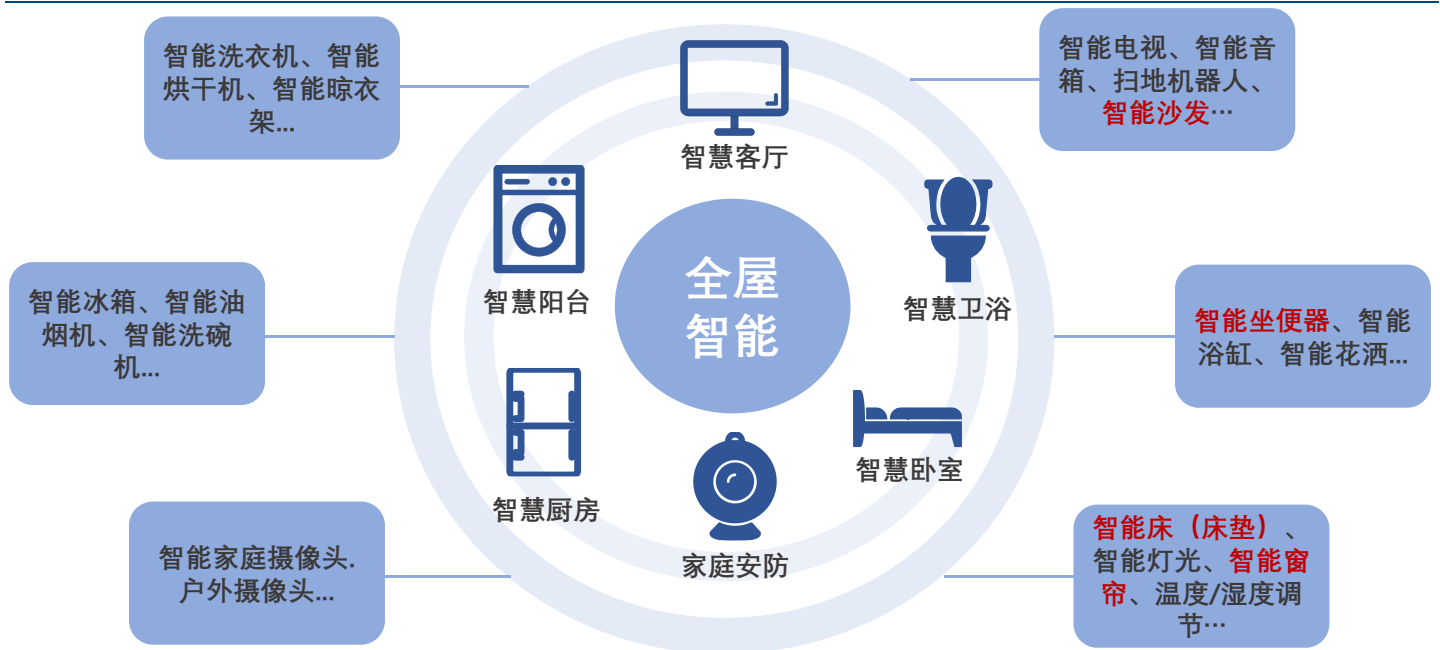 智能洗衣机、智能
烘干机、智能晾衣
架...
智能电视、智能音
箱、扫地机器人、
智能沙发…
智慧客厅
智慧阳台
全屋
智能
智慧卫浴
智能冰箱、智能油
烟机、智能洗碗
机...
智能坐便器、智能
浴缸、智能花洒...
智慧厨房
家庭安防
智慧卧室
智能家庭摄像头.
户外摄像头...
智能床（床垫）、
智能灯光、智能窗
帘、温度/湿度调
节…